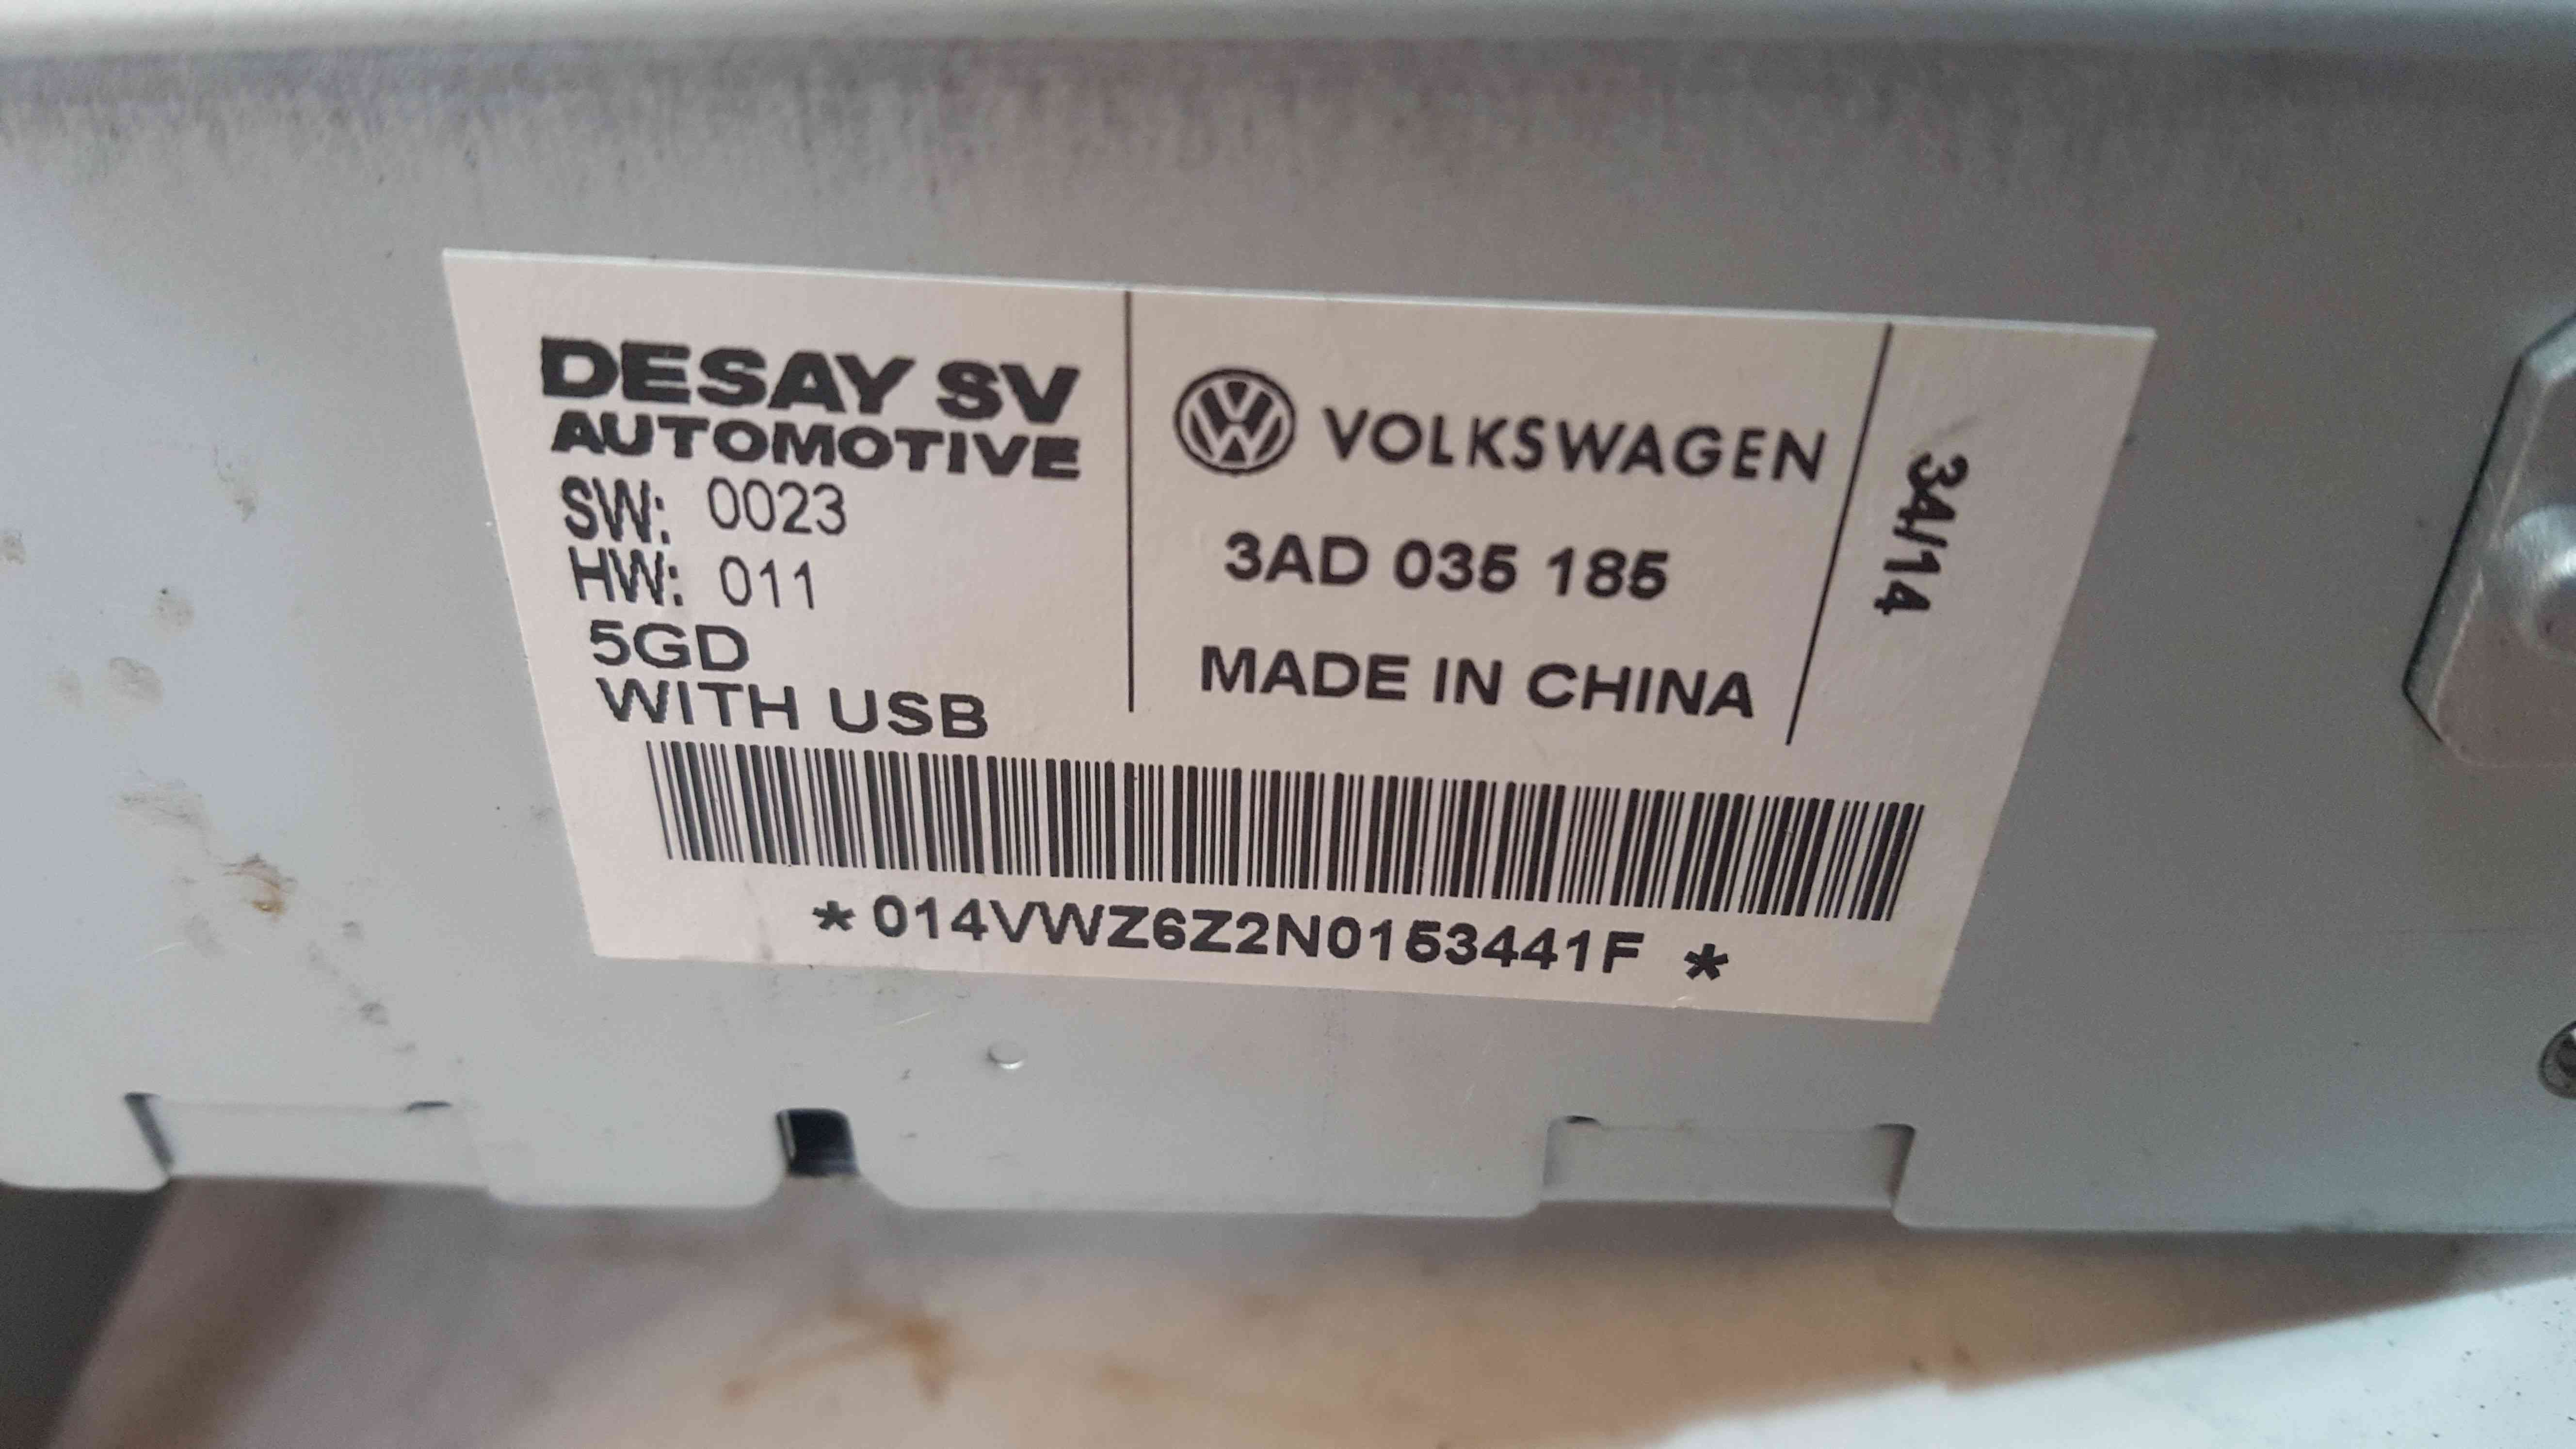 DESAY SV
AUTOMOTIVE
SW: 0023
HW: 011
5GD
WITH USB
VOLKSWAGEN
3AD 035 185
MADE IN CHINA
34/14
*014VWZ6Z2N0153441F *